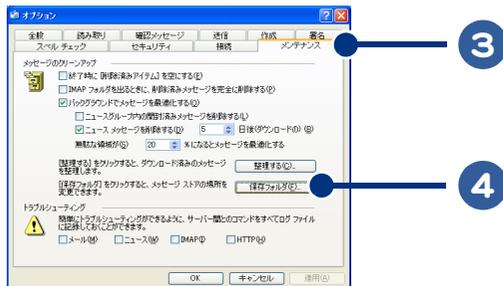 オプション
全般 読み取り 確認メッセージ 送信 作成 署名
スペル チェック セキュリティ 接続 メンテナンス
3
メッセージのクリーンアップ
終了時に [削除済みアイテム] を空にする(E)
IMAP フォルダを出るときに、削除済みメッセージを完全に削除する(P)
バックグラウンドでメッセージを最適化する(O)
ニュースグループ内の開封済みメッセージを削除する(L)
ニュース メッセージを削除する(D) 5 日後(ダウンロードの) (B)
無駄な領域が(S) 20 % になるとメッセージを最適化する
[整理する] をクリックすると、ダウンロード済みのメッセージを整理します。
整理する(C)...
[保存フォルダ] をクリックすると、メッセージ ストアの場所を変更できます。
保存フォルダ(F)...
4
トラブルシューティング
簡単にトラブルシューティングができるように、サーバー間とのコマンドをすべてログ ファイルに記録しておくことができます。
メール(M) ニュース(W) IMAP(I) HTTP(H)
OK キャンセル 適用(A)